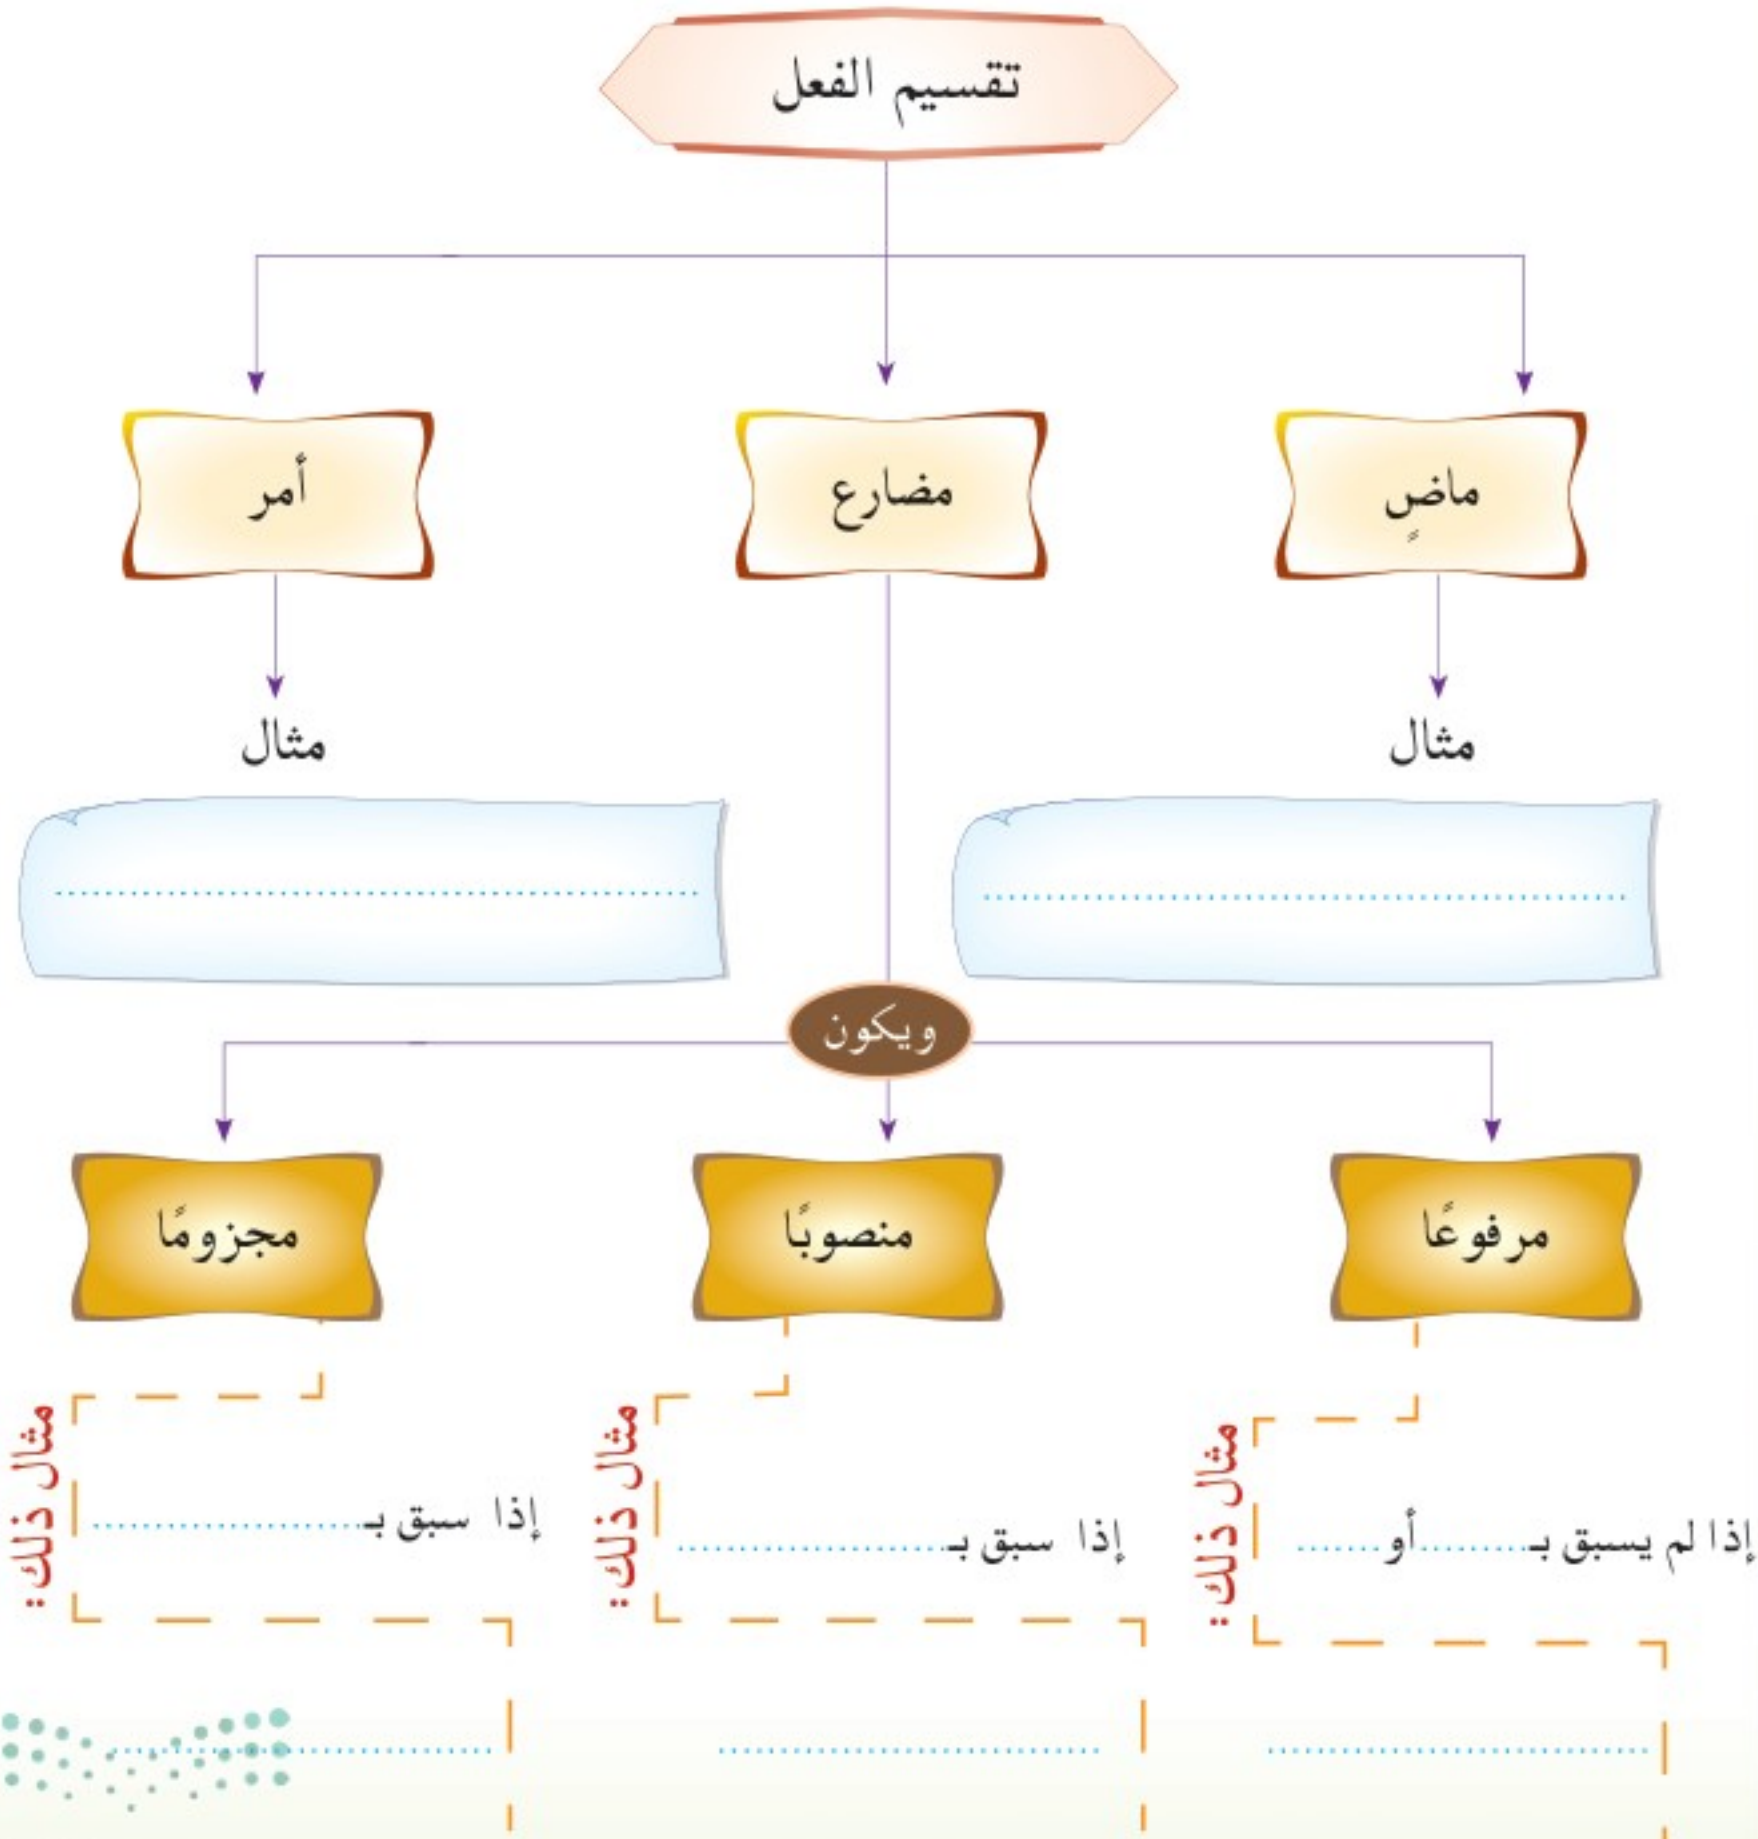 تقسيم الفعل
ماضٍ
مضارع
أمر
مثال
مثال
ويكون
مرفوعًا
منصوبًا
مجزومًا
إذا لم يسبق بـ..........أو........
مثال ذلك:
إذا سبق بـ..............................
مثال ذلك:
إذا سبق بـ..............................
مثال ذلك: